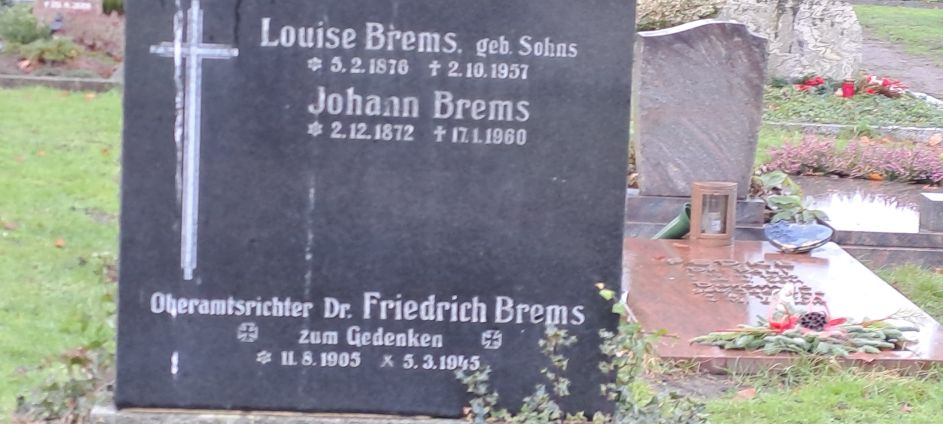 Louise Brems, geb. Sohns
* 5.2.1876 † 2.10.1957
Johann Brems
* 2.12.1872 † 17.1.1960
Oberamtsrichter Dr. Friedrich Brems
zum Gedenken
* 11.8.1905 × 5.3.1945